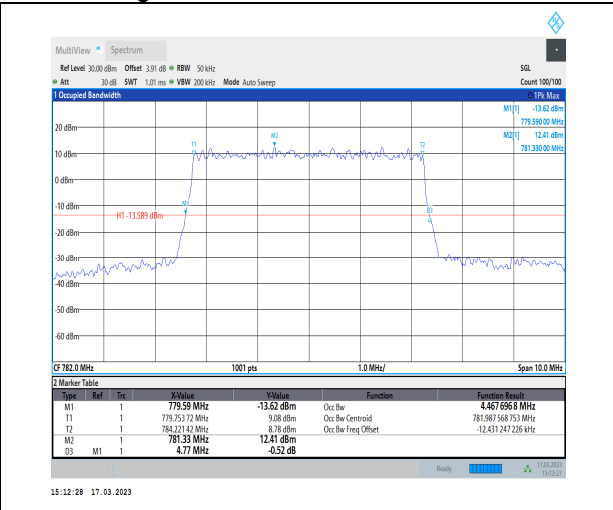 MultiView * Spectrum
Ref Level 30.00 dBm Offset 3.91 dB RBW 50 kHz SGL
Att 30 dB SWT 1.01 ms VBW 200 kHz Mode Auto Sweep Count 100/100
1 Occupied Bandwidth 1Pk Max
M1[1] -13.62 dBm
779.590 00 MHz
20 dBm M2 M2[1] 12.41 dBm
T1 T2 781.330 00 MHz
10 dBm
0 dBm
-10 dBm M1
H1 -13.589 dBm D3
-20 dBm
-30 dBm
-40 dBm
-50 dBm
-60 dBm
CF 782.0 MHz 1001 pts 1.0 MHz/ Span 10.0 MHz
2 Marker Table
Type Ref Trc X-Value Y-Value Function Function Result
M1 1 779.59 MHz -13.62 dBm Occ Bw 4.467 696 8 MHz
T1 1 779.753 72 MHz 9.08 dBm Occ Bw Centroid 781.987 568 753 MHz
T2 1 784.221 42 MHz 8.78 dBm Occ Bw Freq Offset -12.431 247 226 kHz
M2 1 781.33 MHz 12.41 dBm
D3 M1 1 4.77 MHz -0.52 dB
Ready 17.03.2023
15:12:27
15:12:28 17.03.2023